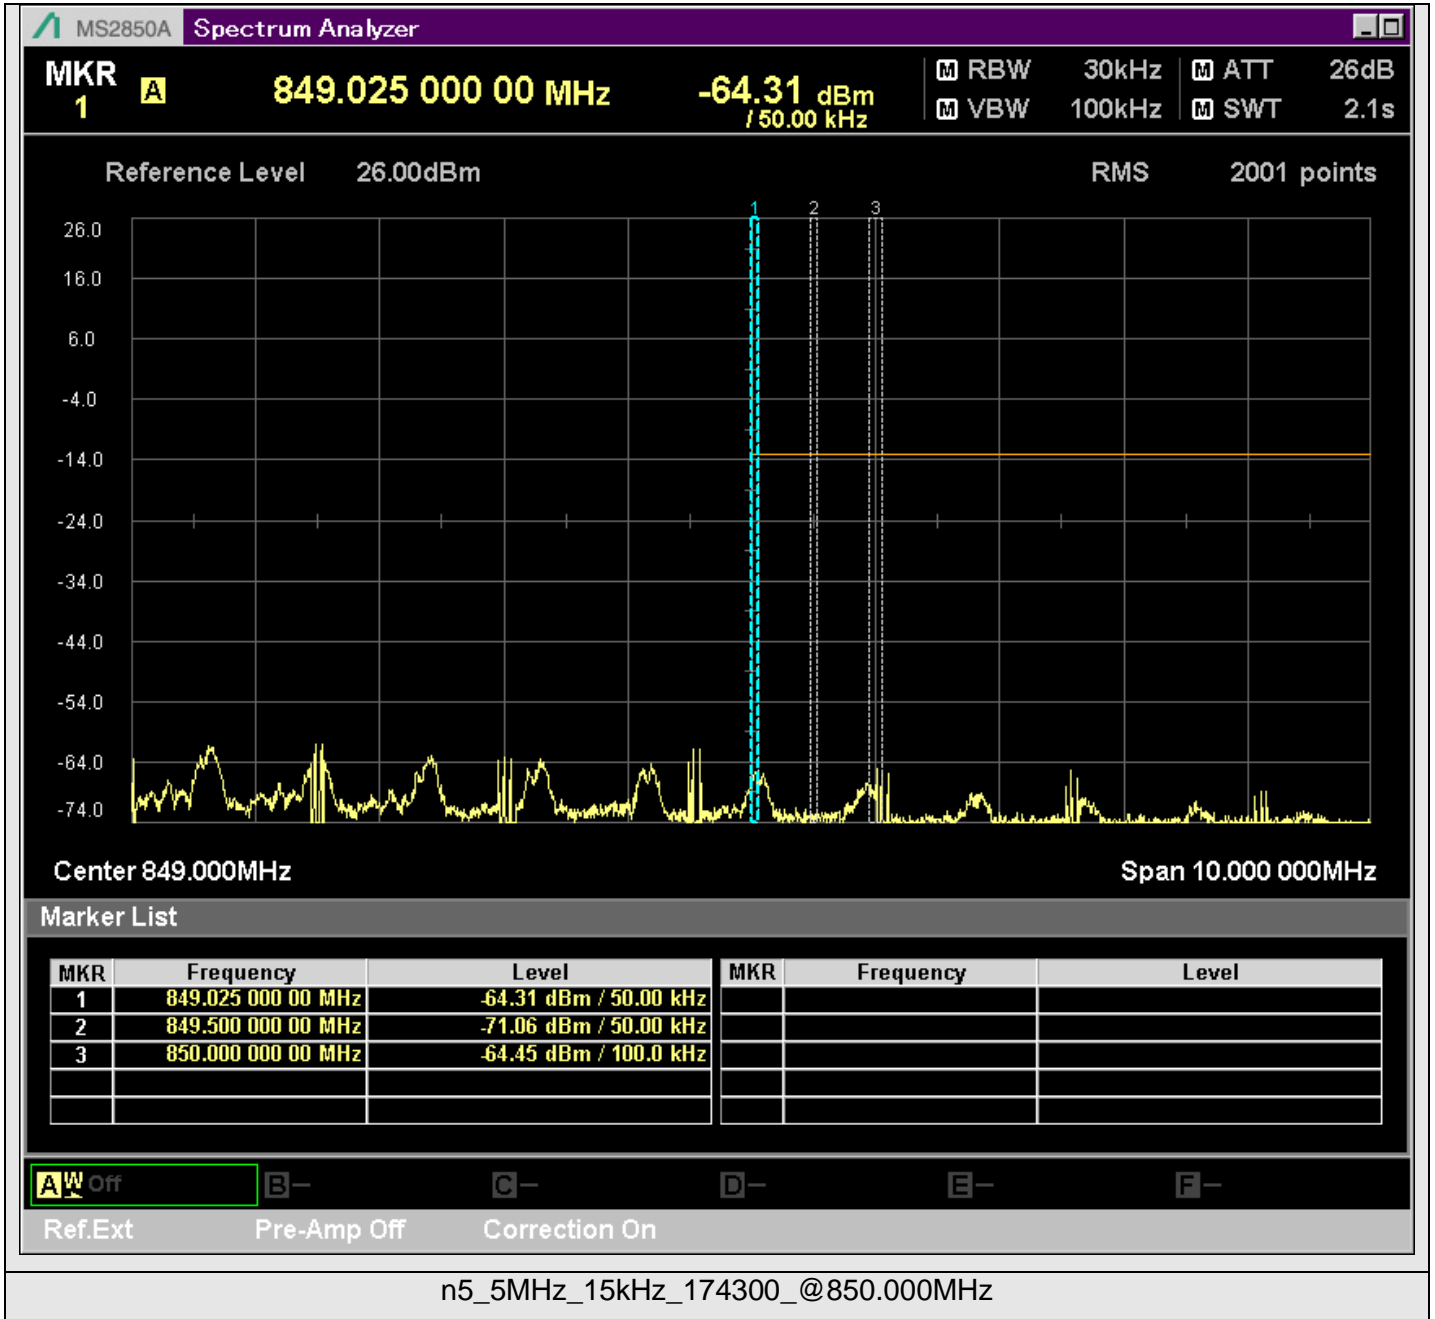 MS2850A Spectrum Analyzer
MKR 1 A 849.025 000 00 MHz -64.31 dBm / 50.00 kHz
M RBW 30kHz M ATT 26dB
M VBW 100kHz M SWT 2.1s
Reference Level 26.00dBm RMS 2001 points
1 2 3
26.0
16.0
6.0
-4.0
-14.0
-24.0
-34.0
-44.0
-54.0
-64.0
-74.0
Center 849.000MHz Span 10.000 000MHz
Marker List
MKR Frequency Level MKR Frequency Level
1 849.025 000 00 MHz -64.31 dBm / 50.00 kHz
2 849.500 000 00 MHz -71.06 dBm / 50.00 kHz
3 850.000 000 00 MHz -64.45 dBm / 100.0 kHz
A W Off B – C – D – E – F –
Ref.Ext Pre-Amp Off Correction On
n5_5MHz_15kHz_174300_@850.000MHz